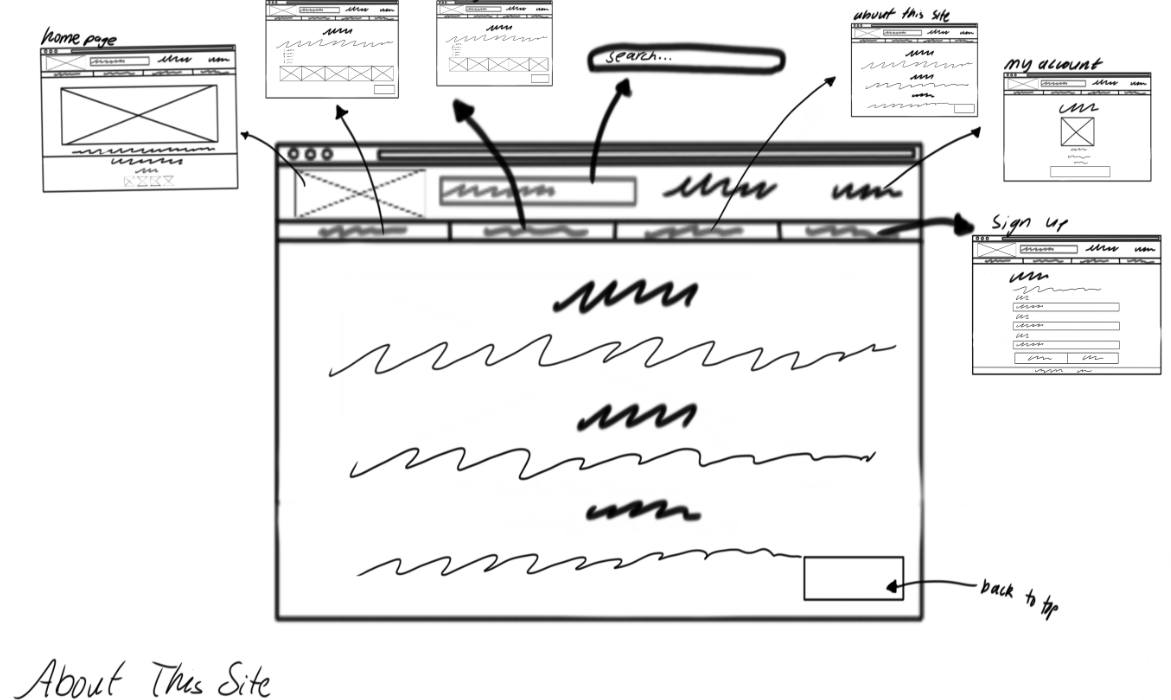 home page
about this site
search...
my account
sign up
back to top
About This Site